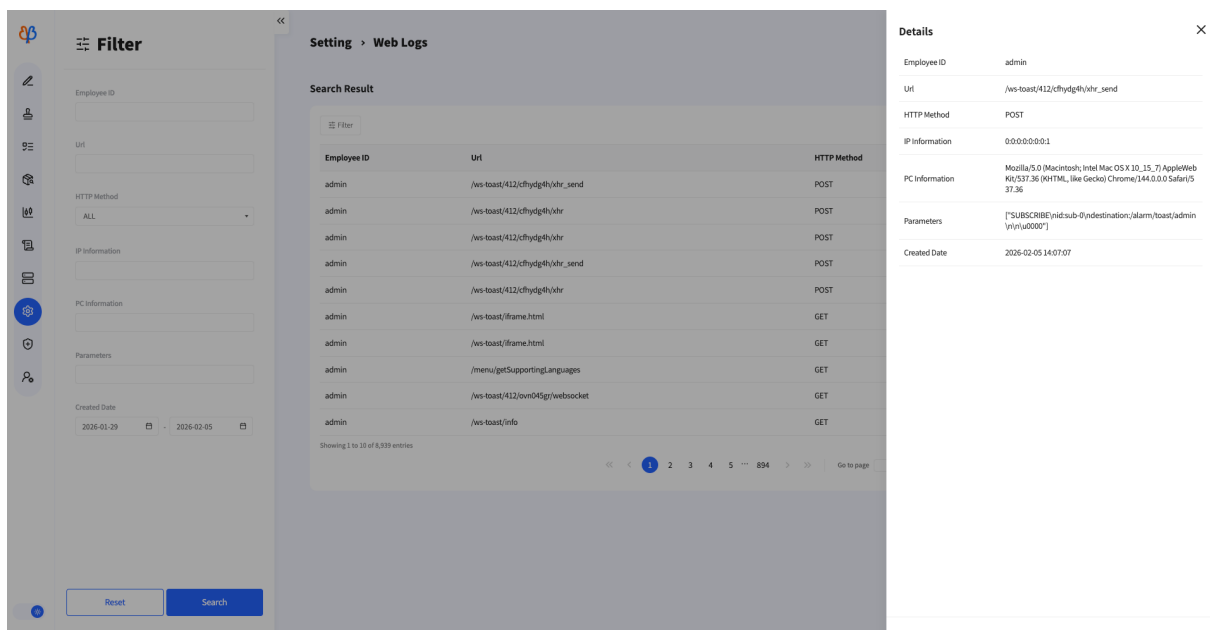 Filter
Employee ID
Url
HTTP Method
ALL
IP Information
PC Information
Parameters
Created Date
2026-01-29 - 2026-02-05
Reset Search
Setting > Web Logs
Search Result
Filter
Employee ID Url HTTP Method
admin /ws-toast/412/cfhydg4h/xhr_send POST
admin /ws-toast/412/cfhydg4h/xhr POST
admin /ws-toast/412/cfhydg4h/xhr POST
admin /ws-toast/412/cfhydg4h/xhr_send POST
admin /ws-toast/412/cfhydg4h/xhr POST
admin /ws-toast/iframe.html GET
admin /ws-toast/iframe.html GET
admin /menu/getSupportingLanguages GET
admin /ws-toast/412/ovn045gr/websocket GET
admin /ws-toast/info GET
Showing 1 to 10 of 8,939 entries
1 2 3 4 5 ··· 894 Go to page
Details
Employee ID admin
Url /ws-toast/412/cfhydg4h/xhr_send
HTTP Method POST
IP Information 0:0:0:0:0:0:0:1
PC Information Mozilla/5.0 (Macintosh; Intel Mac OS X 10_15_7) AppleWeb
Kit/537.36 (KHTML, like Gecko) Chrome/144.0.0.0 Safari/5
37.36
Parameters ["SUBSCRIBE\nid:sub-0\ndestination:/alarm/toast/admin
\n\n\u0000"]
Created Date 2026-02-05 14:07:07